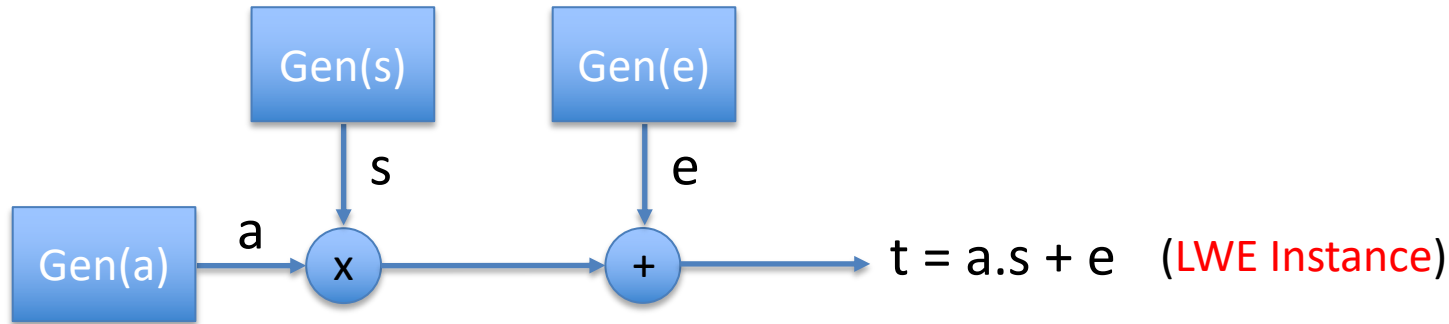 Gen(s) Gen(e)
s e
Gen(a) a x + t = a.s + e (LWE Instance)